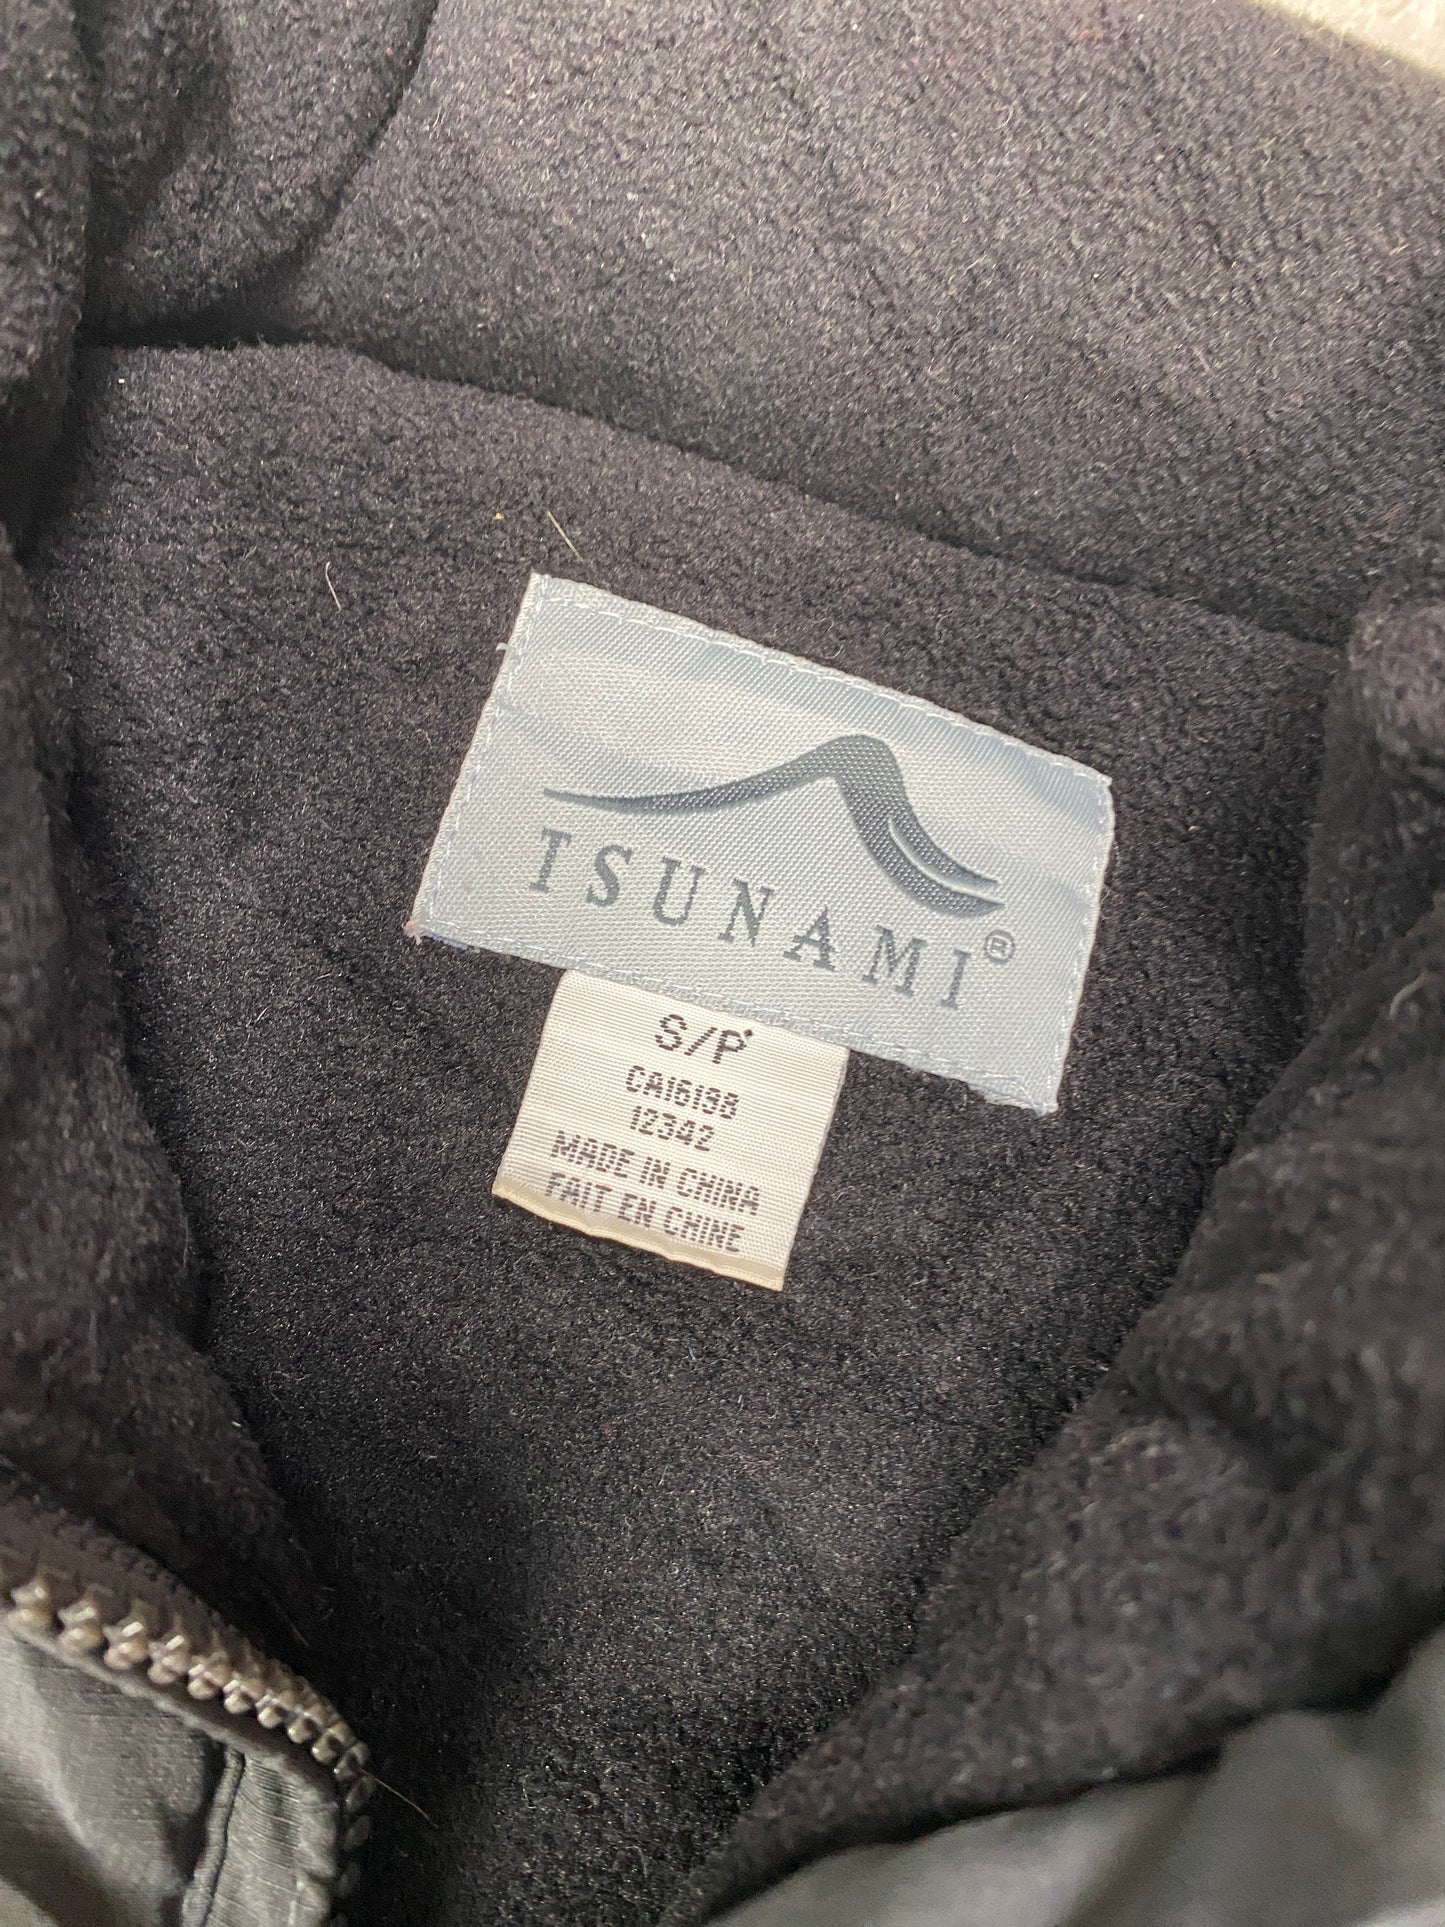 TSUNAMI®
S/P
CA16198
12342
MADE IN CHINA
FAIT EN CHINE